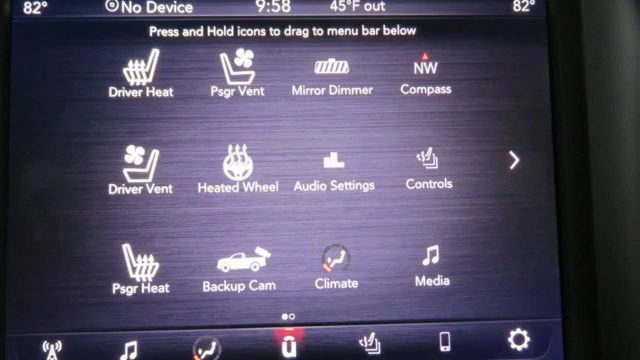 82° No Device 9:58 45°F out 82°
Press and Hold icons to drag to menu bar below
Driver Heat Psgr Vent Mirror Dimmer NW Compass
Driver Vent Heated Wheel Audio Settings Controls
Psgr Heat Backup Cam Climate Media